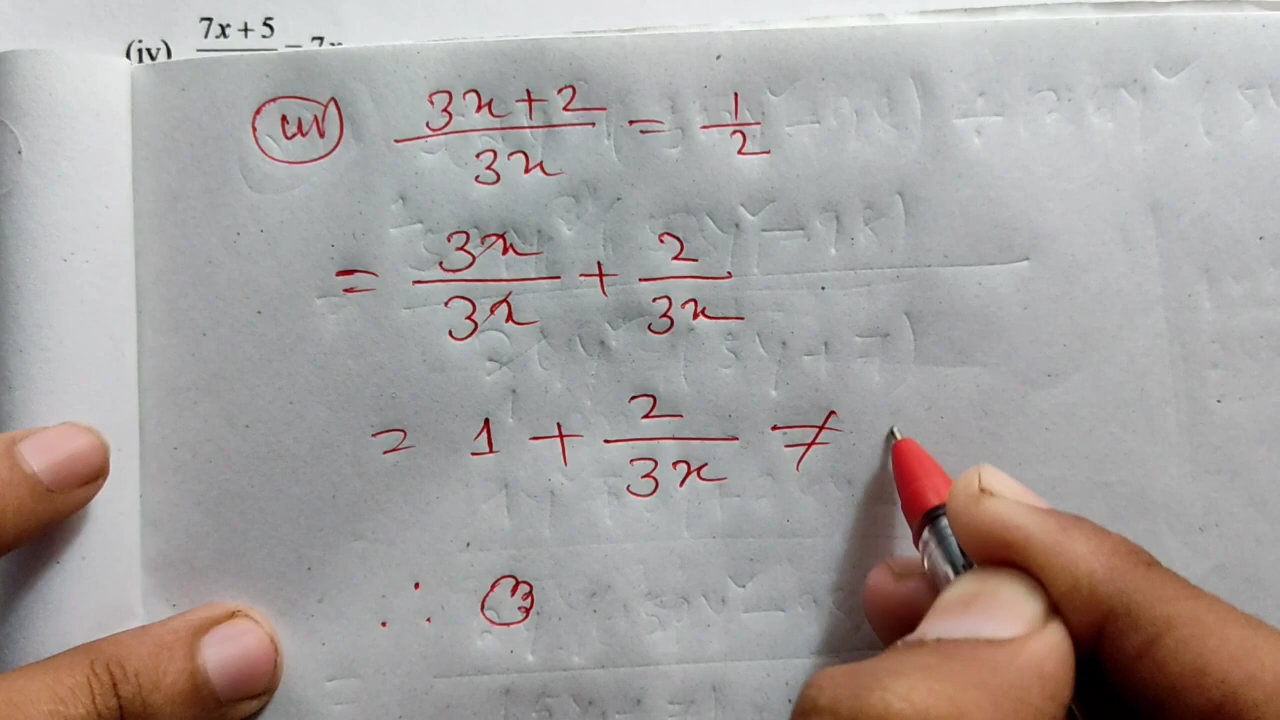 (iv) 7x + 5
(iii) 3x+2/3x = 1/2
= 3x/3x + 2/3x
= 1 + 2/3x ≠
∴